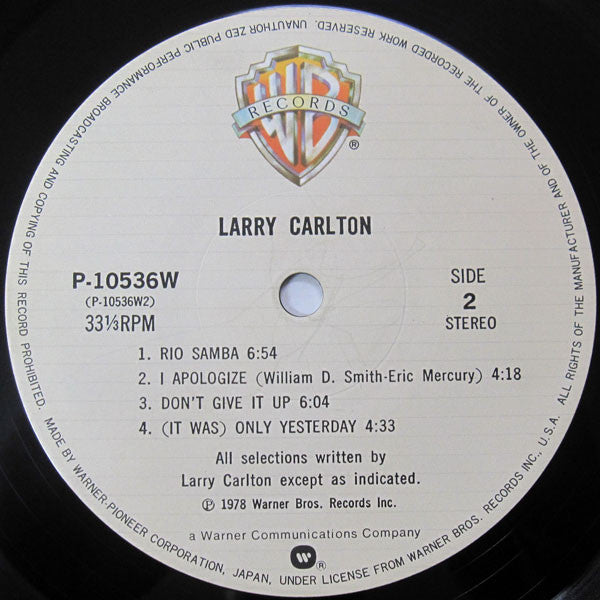 WB
RECORDS
®
LARRY CARLTON
P-10536W
(P-10536W2)
33⅓RPM
SIDE
2
STEREO
1. RIO SAMBA 6:54
2. I APOLOGIZE (William D. Smith-Eric Mercury) 4:18
3. DON'T GIVE IT UP 6:04
4. (IT WAS) ONLY YESTERDAY 4:33
All selections written by
Larry Carlton except as indicated.
℗ 1978 Warner Bros. Records Inc.
a Warner Communications Company
W®
MADE BY WARNER-PIONEER CORPORATION, JAPAN, UNDER LICENSE FROM WARNER BROS. RECORDS INC., U.S.A. ALL RIGHTS OF THE MANUFACTURER AND OF THE OWNER OF THE RECORDED WORK RESERVED. UNAUTHORIZED PUBLIC PERFORMANCE BROADCASTING AND COPYING OF THIS RECORD PROHIBITED.